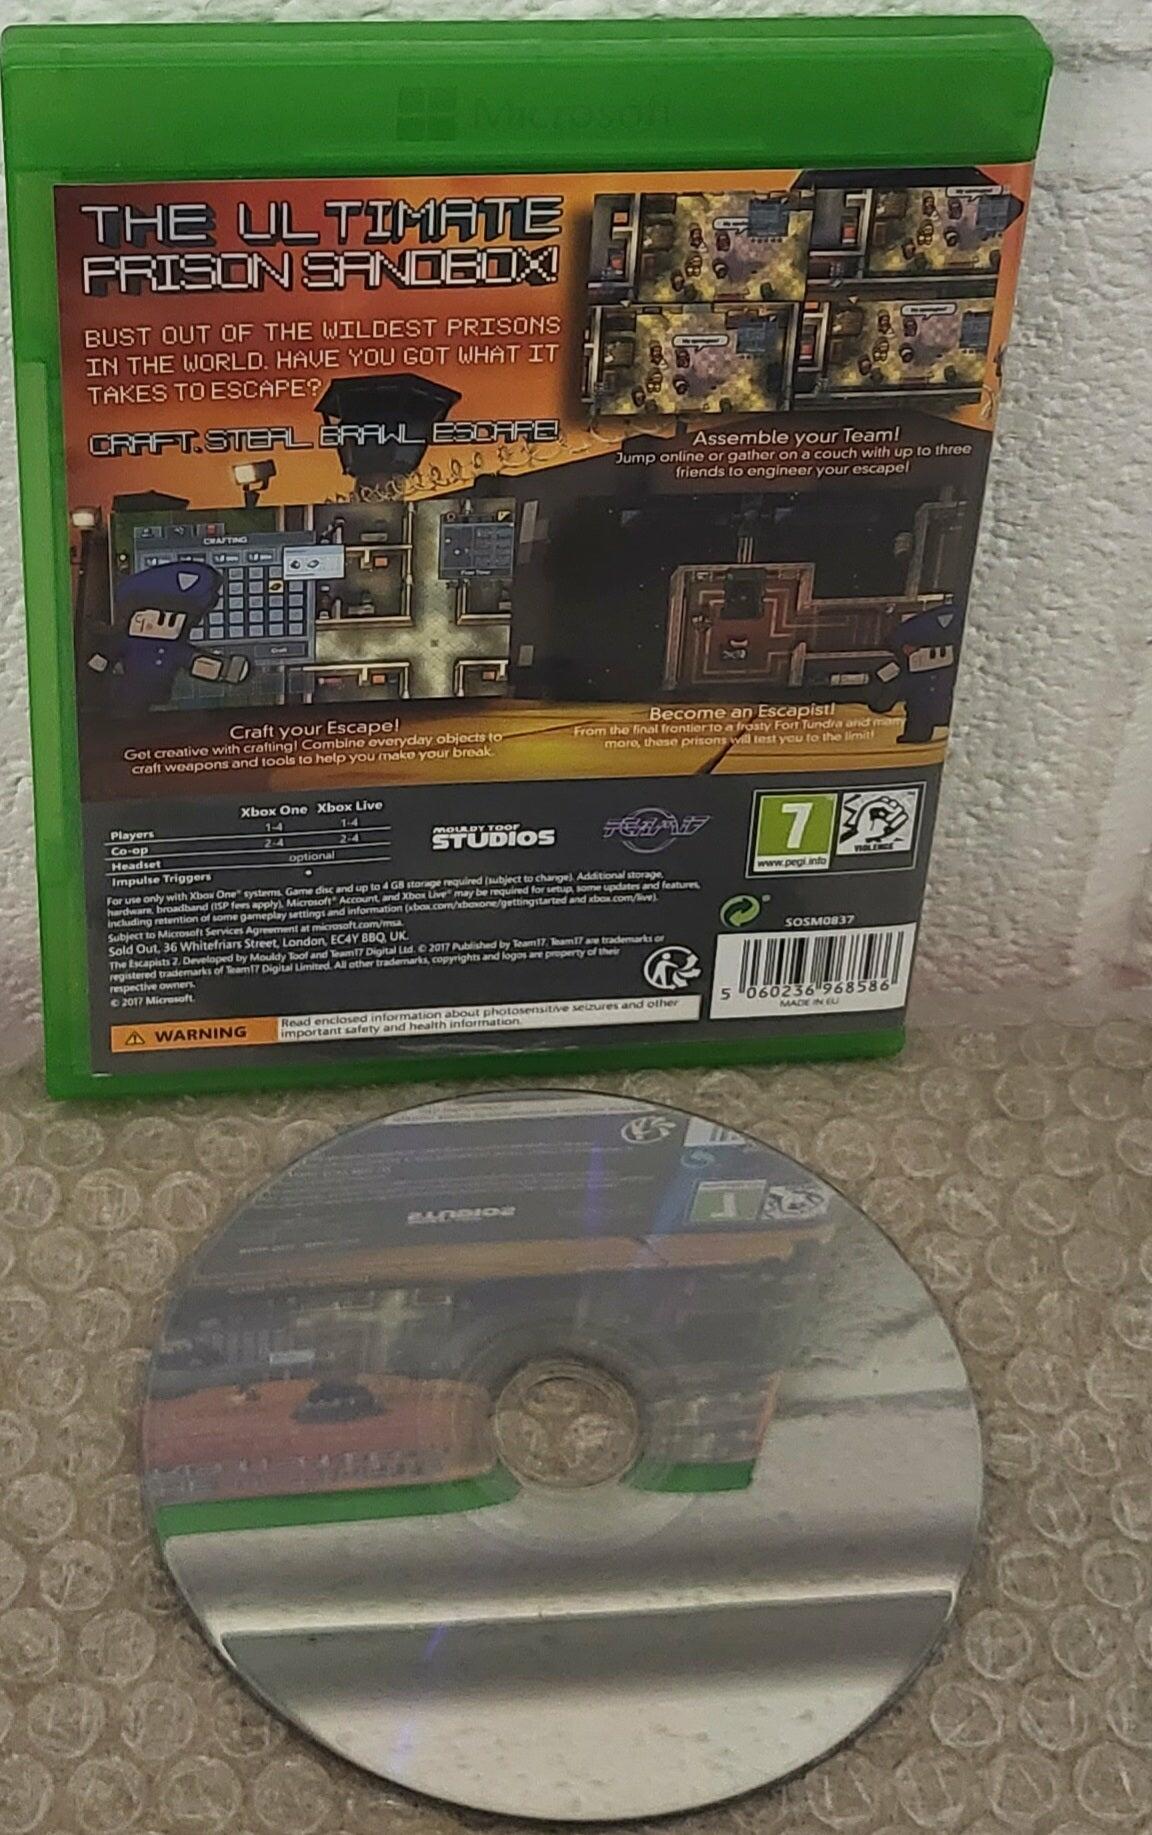 Microsoft
THE ULTIMATE
PRISON SANDBOX!
BUST OUT OF THE WILDEST PRISONS
IN THE WORLD. HAVE YOU GOT WHAT IT
TAKES TO ESCAPE?
CRAFT. STEAL BRAWL ESCAPE!
Assemble your Team!
Jump online or gather on a couch with up to three
friends to engineer your escape!
CRAFTING
Free Time
Craft
Craft your Escape!
Get creative with crafting! Combine everyday objects to
craft weapons and tools to help you make your break.
Become an Escapist!
From the final frontier to a frosty Fort Tundra and many
more, these prisons will test you to the limit!
Xbox One Xbox Live
Players 1-4 1-4
Co-op 2-4 2-4
Headset optional
Impulse Triggers •
MOULDY TOOF
STUDIOS
TEAM17
7
www.pegi.info
VIOLENCE
For use only with Xbox One® systems. Game disc and up to 4 GB storage required (subject to change). Additional storage,
hardware, broadband (ISP fees apply), Microsoft® Account, and Xbox Live® may be required for setup, some updates and features,
including retention of some gameplay settings and information (xbox.com/xboxone/gettingstarted and xbox.com/live).
Subject to Microsoft Services Agreement at microsoft.com/msa.
Sold Out, 36 Whitefriars Street, London, EC4Y 8BQ, UK.
The Escapists 2. Developed by Mouldy Toof and Team17 Digital Ltd. © 2017 Published by Team17. Team17 are trademarks or
registered trademarks of Team17 Digital Limited. All other trademarks, copyrights and logos are property of their
respective owners.
© 2017 Microsoft.
SOSM0837
5 060236 968586
MADE IN EU
WARNING
Read enclosed information about photosensitive seizures and other
important safety and health information.